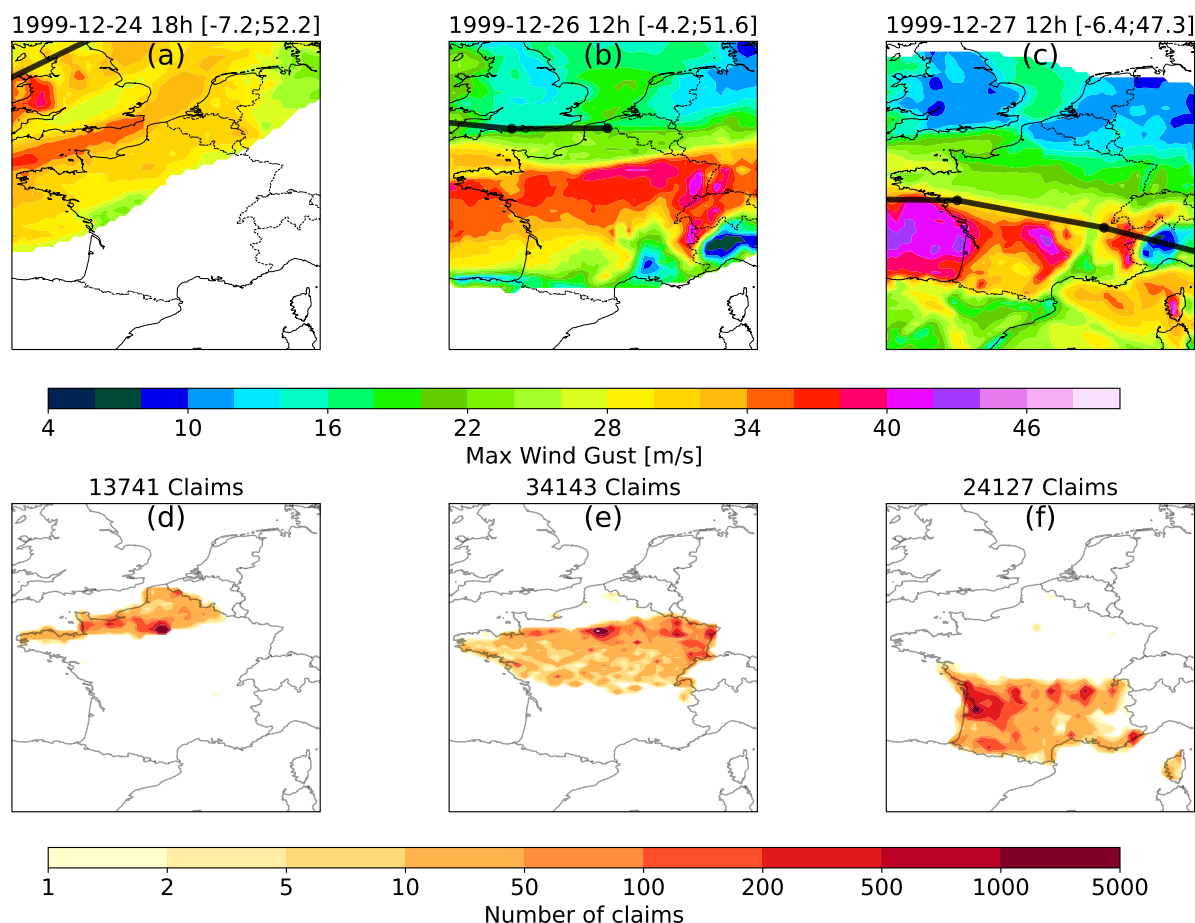 1999-12-24 18h [-7.2;52.2]
1999-12-26 12h [-4.2;51.6]
1999-12-27 12h [-6.4;47.3]
(a)
(b)
(c)
4 10 16 22 28 34 40 46
Max Wind Gust [m/s]
13741 Claims
34143 Claims
24127 Claims
(d)
(e)
(f)
1 2 5 10 50 100 200 500 1000 5000
Number of claims